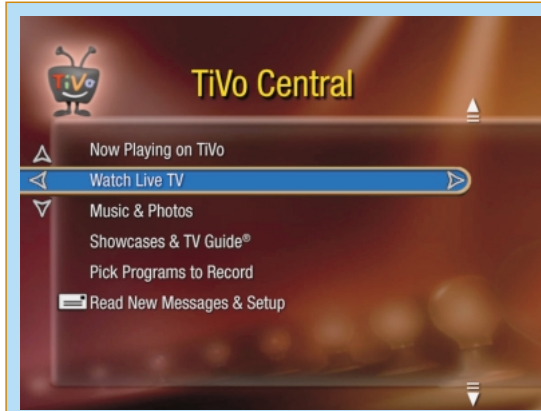 TiVo
TiVo Central
Now Playing on TiVo
Watch Live TV
Music & Photos
Showcases & TV Guide®
Pick Programs to Record
Read New Messages & Setup